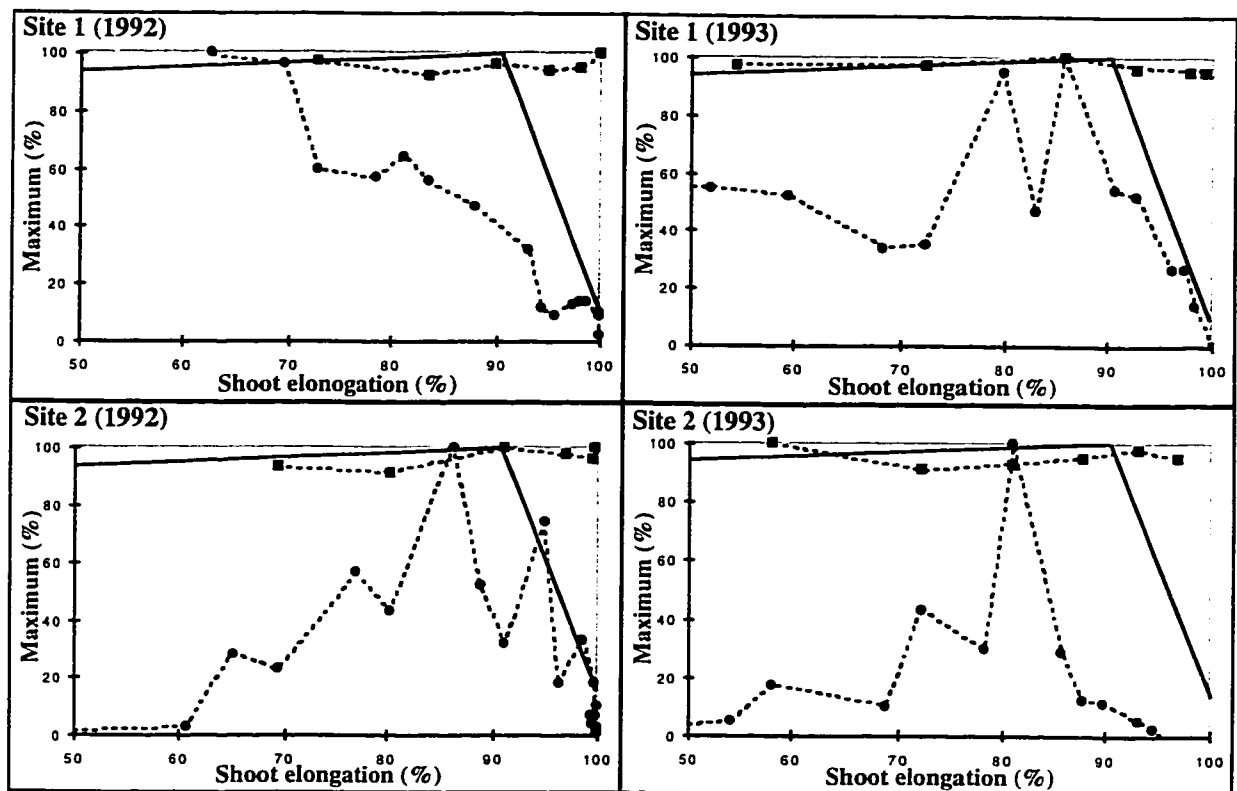 Site 1 (1992)
100
80
60
40
20
0
Maximum (%)
50 60 70 80 90 100
Shoot elonogation (%)
Site 1 (1993)
100
80
60
40
20
0
Maximum (%)
50 60 70 80 90 100
Shoot elongation (%)
Site 2 (1992)
100
80
60
40
20
0
Maximum (%)
50 60 70 80 90 100
Shoot elongation (%)
Site 2 (1993)
100
80
60
40
20
0
Maximum (%)
50 60 70 80 90 100
Shoot elongation (%)